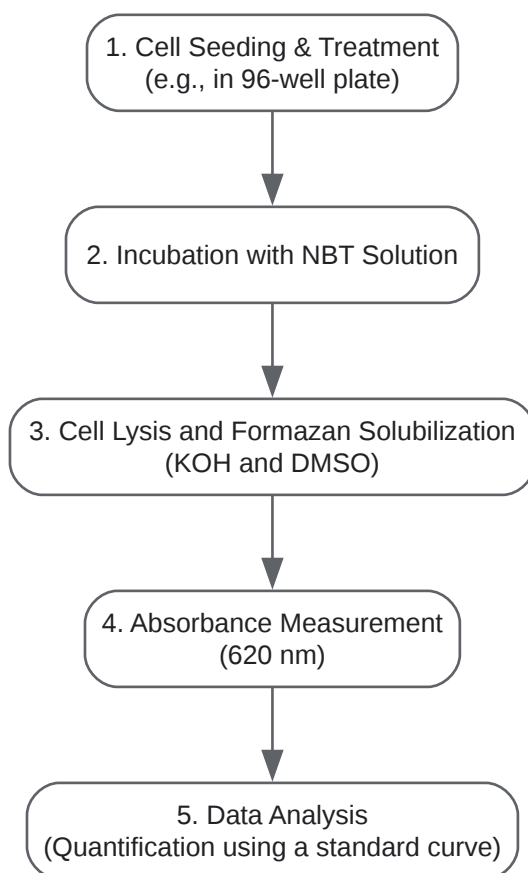 1. Cell Seeding & Treatment
(e.g., in 96-well plate)
2. Incubation with NBT Solution
3. Cell Lysis and Formazan Solubilization
(KOH and DMSO)
4. Absorbance Measurement
(620 nm)
5. Data Analysis
(Quantification using a standard curve)